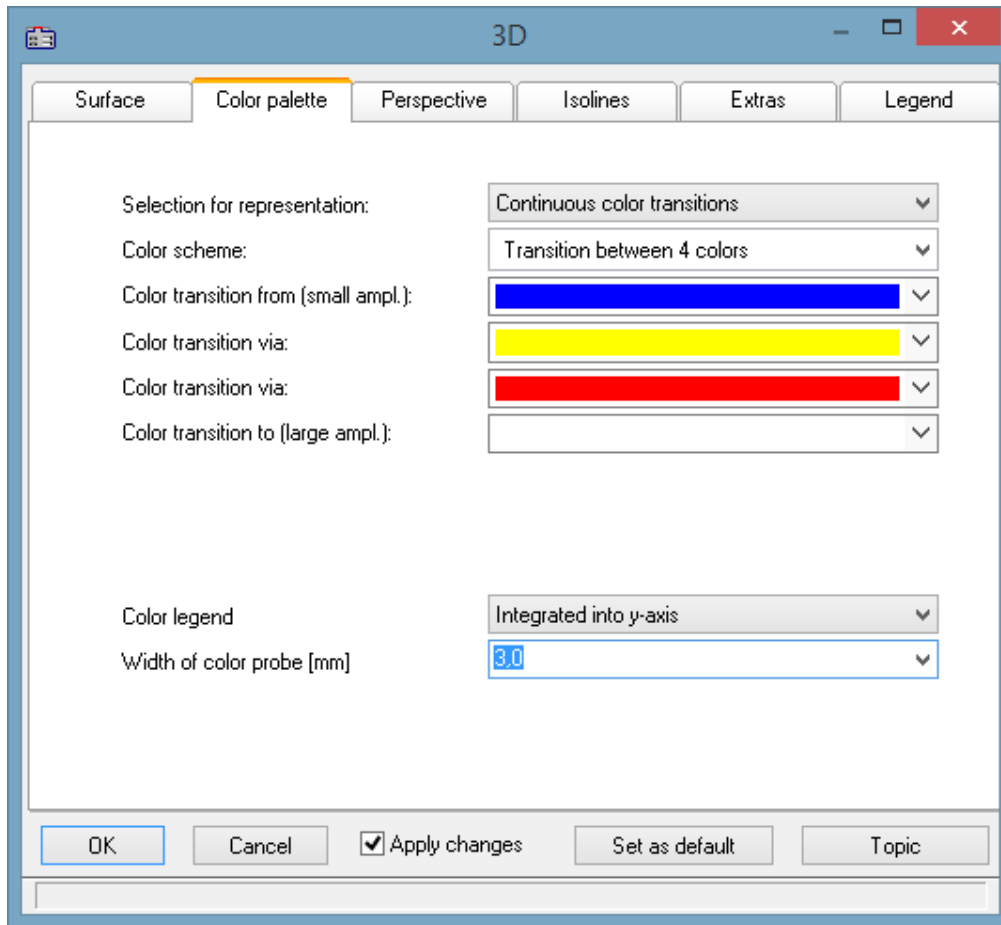 3D
Surface Color palette Perspective Isolines Extras Legend
Selection for representation: Continuous color transitions
Color scheme: Transition between 4 colors
Color transition from (small ampl.):
Color transition via:
Color transition via:
Color transition to (large ampl.):
Color legend Integrated into y-axis
Width of color probe [mm] 3,0
OK Cancel Apply changes Set as default Topic